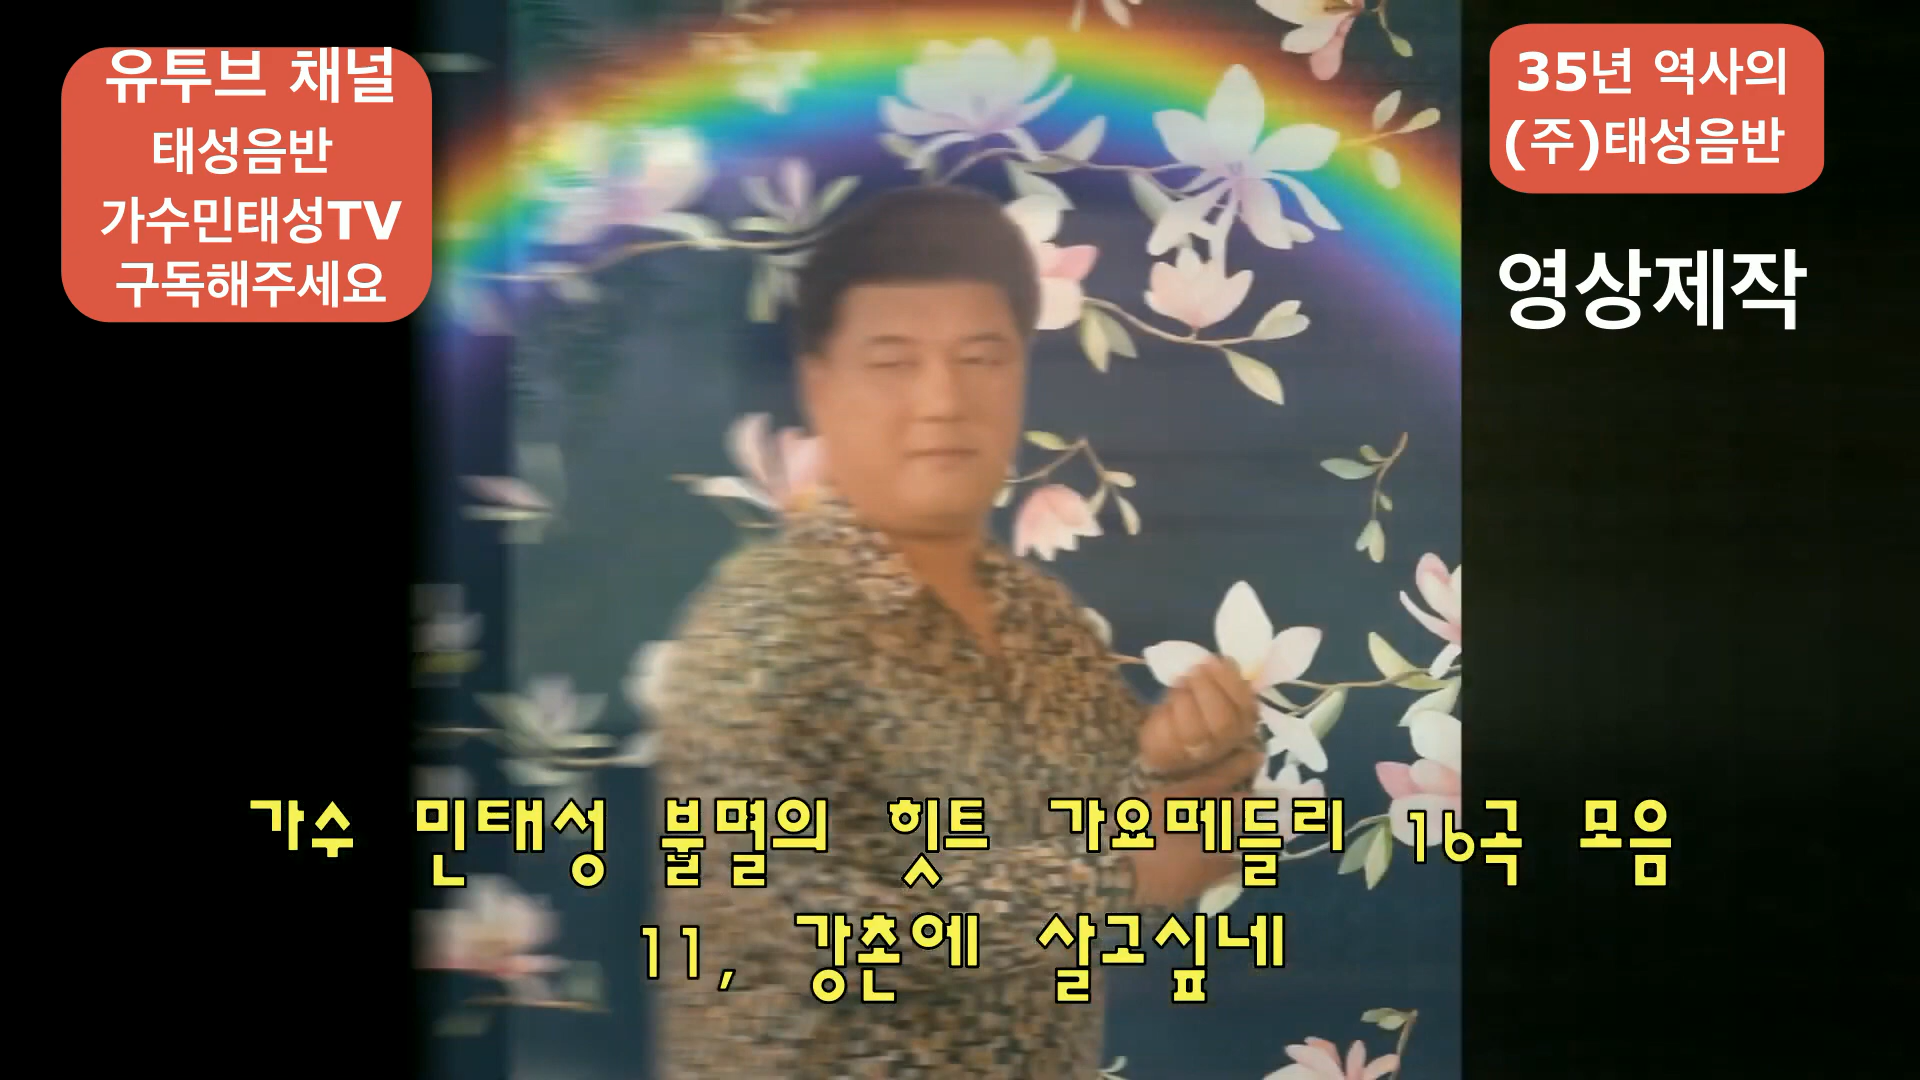 유투브 채널
태성음반
가수민태성TV
구독해주세요
35년 역사의
(주)태성음반
영상제작
가수 민태성 불멸의 힛트 가요메들리 16곡 모음
11, 강촌에 살고싶네